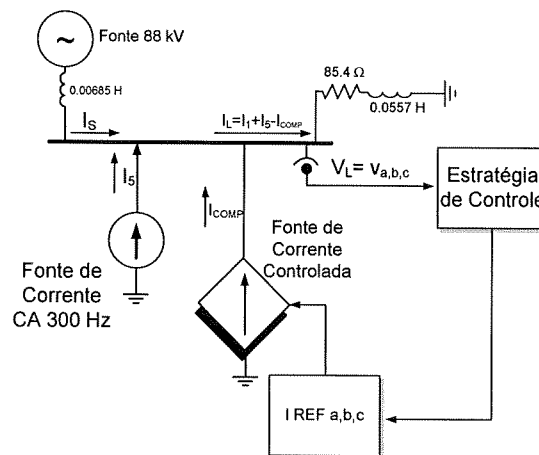 Fonte 88 kV
~
0.00685 H
I_S
I_L=I_1+I_5-I_COMP
85.4 Ω
0.0557 H
V_L= v_a,b,c
Estratégia
de Controle
I_5
I_COMP
Fonte de
Corrente
Controlada
Fonte de
Corrente
CA 300 Hz
I REF a,b,c